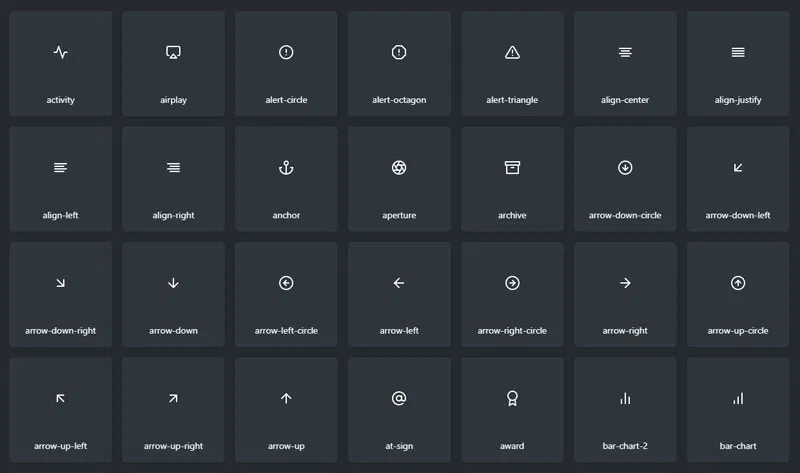 activity
airplay
alert-circle
alert-octagon
alert-triangle
align-center
align-justify
align-left
align-right
anchor
aperture
archive
arrow-down-circle
arrow-down-left
arrow-down-right
arrow-down
arrow-left-circle
arrow-left
arrow-right-circle
arrow-right
arrow-up-circle
arrow-up-left
arrow-up-right
arrow-up
at-sign
award
bar-chart-2
bar-chart